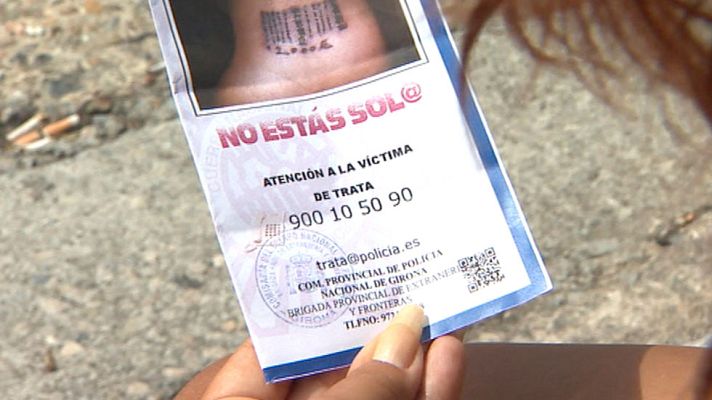 NO ESTÁS SOL@
ATENCIÓN A LA VÍCTIMA
DE TRATA
900 10 50 90
trata@policia.es
COM. PROVINCIAL DE POLICIA
NACIONAL DE GIRONA
BRIGADA PROVINCIAL DE
Y FRONTERAS
TLFNO: